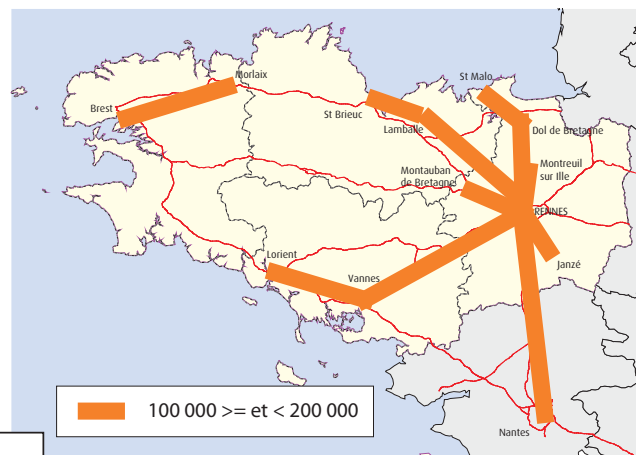 Morlaix
St Malo
Brest
St Brieuc
Lamballe
Dol de Bretagne
Montauban
de Bretagne
Montreuil
sur Ille
RENNES
Lorient
Vannes
Janzé
100 000 >= et < 200 000
Nantes